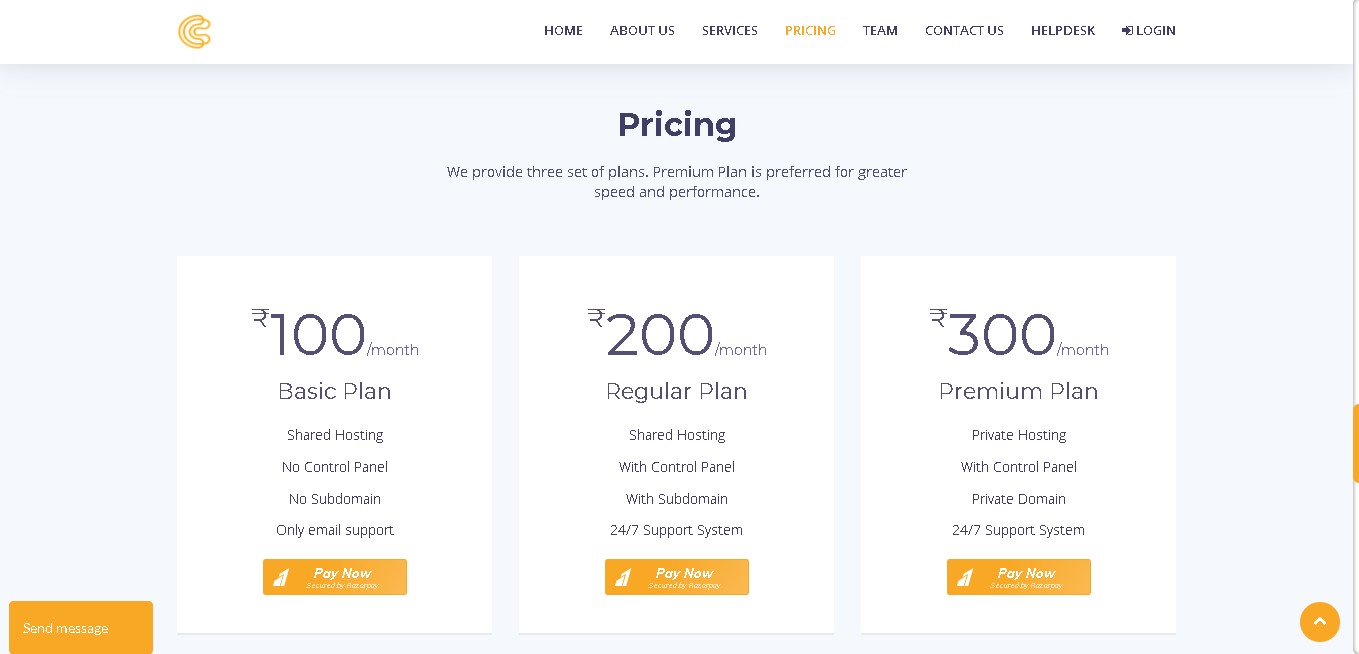 HOME ABOUT US SERVICES PRICING TEAM CONTACT US HELPDESK LOGIN
Pricing
We provide three set of plans. Premium Plan is preferred for greater
speed and performance.
₹100/month
Basic Plan
Shared Hosting
No Control Panel
No Subdomain
Only email support
Pay Now
Secured by Razorpay
₹200/month
Regular Plan
Shared Hosting
With Control Panel
With Subdomain
24/7 Support System
Pay Now
Secured by Razorpay
₹300/month
Premium Plan
Private Hosting
With Control Panel
Private Domain
24/7 Support System
Pay Now
Secured by Razorpay
Send message